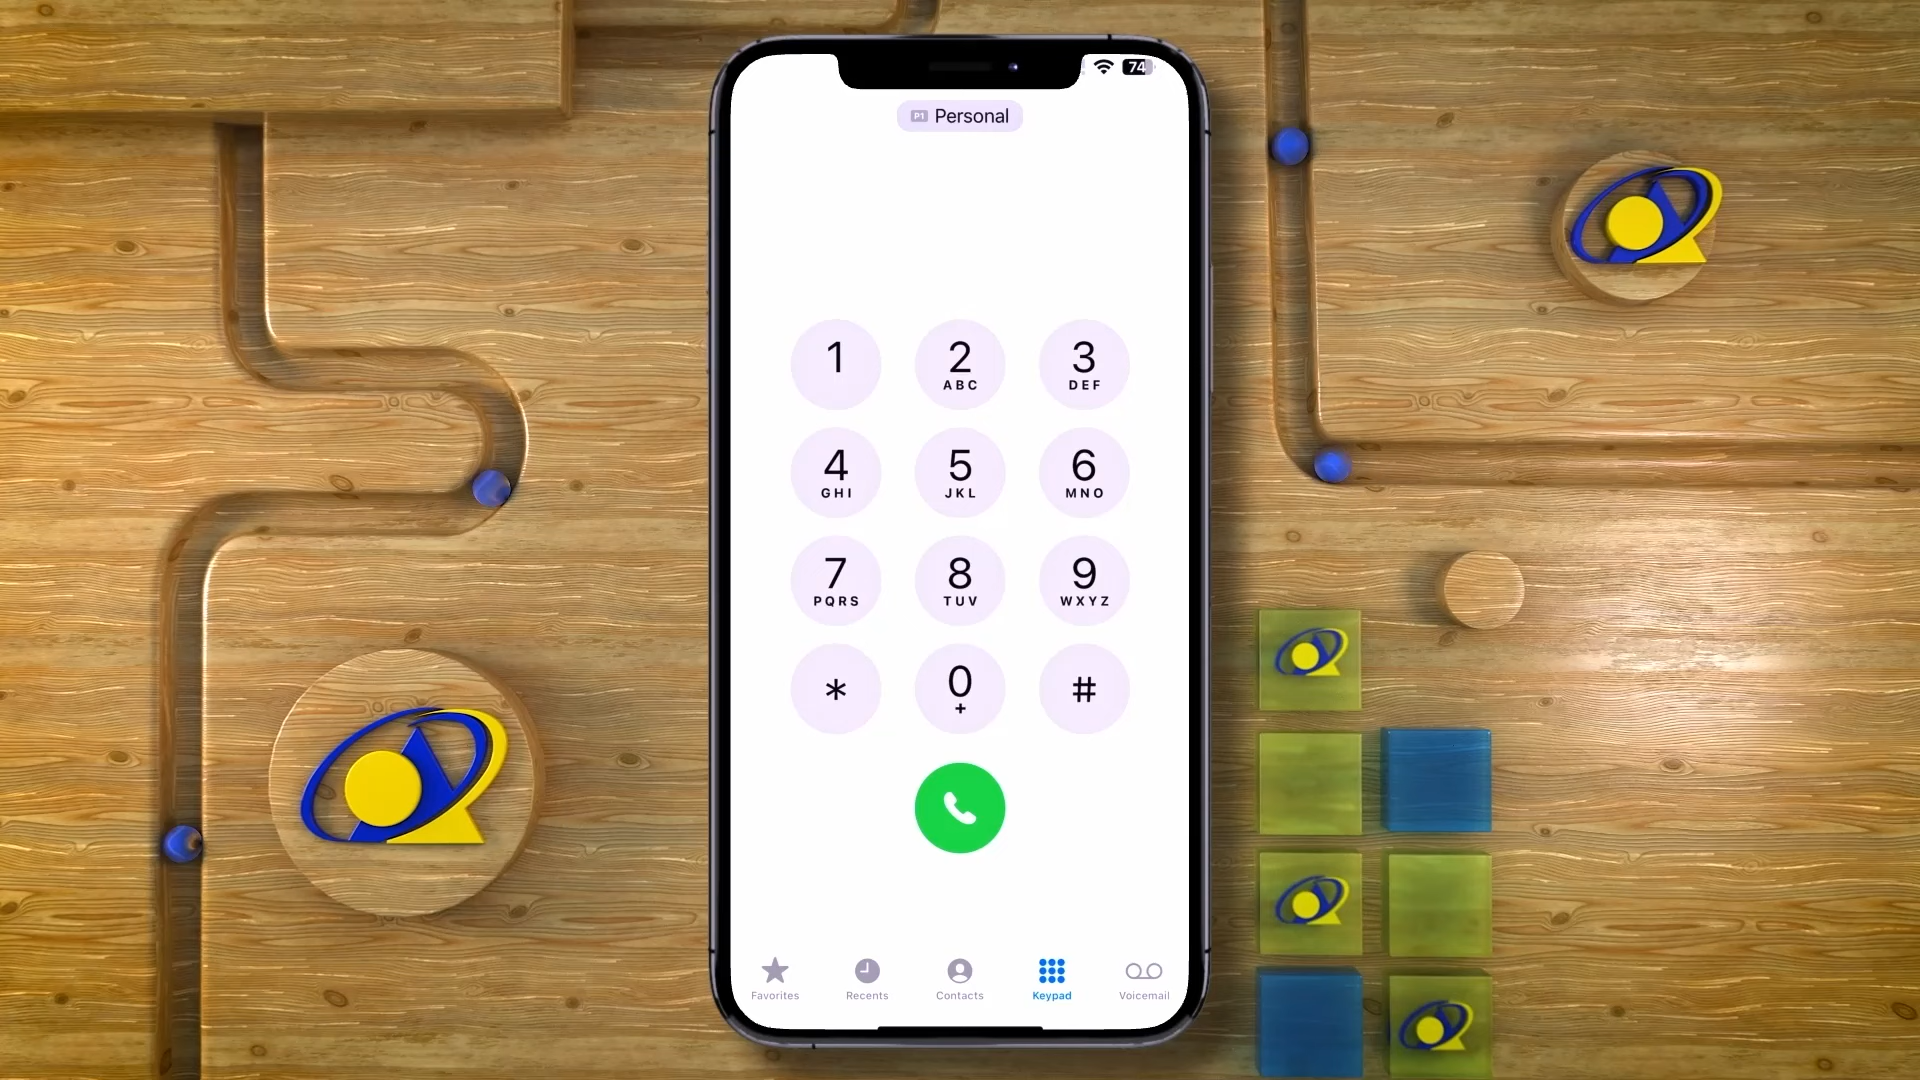 74
P1 Personal
1 2 3
ABC DEF
4 5 6
GHI JKL MNO
7 8 9
PQRS TUV WXYZ
* 0 #
+
Favorites Recents Contacts Keypad Voicemail